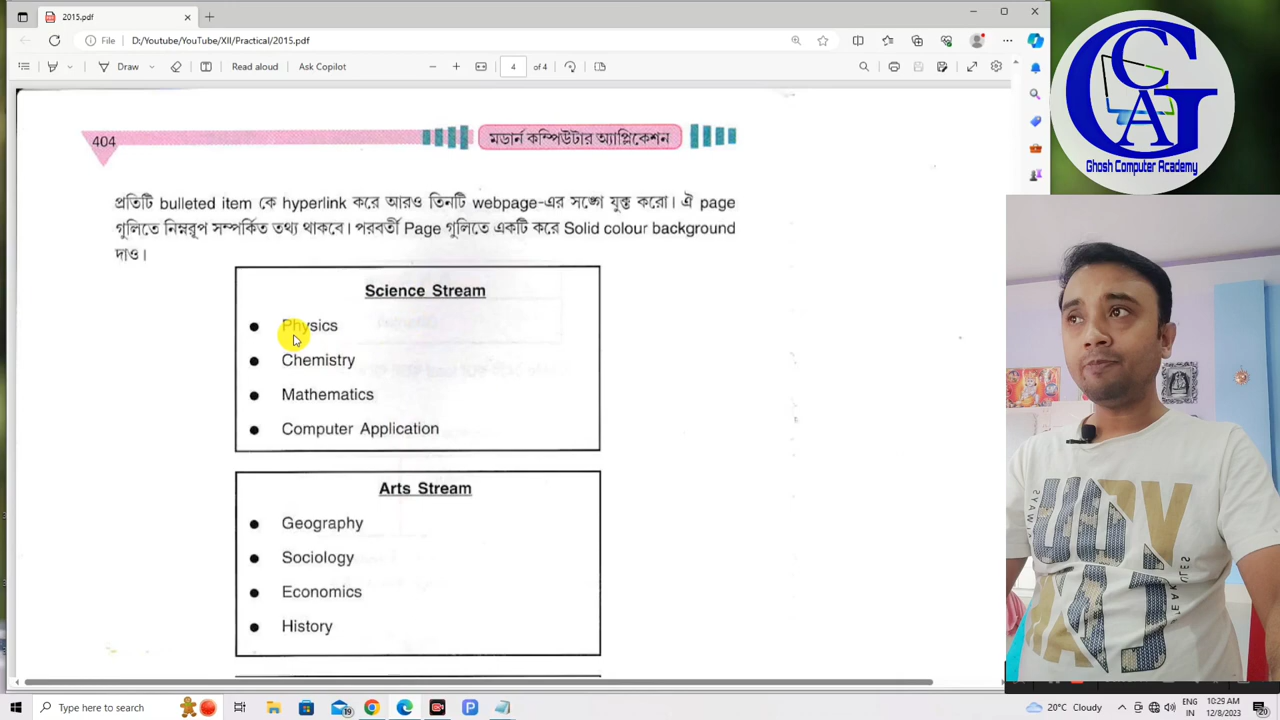 2015.pdf
File
D:/Youtube/YouTube/XII/Practical/2015.pdf
Draw
Read aloud
Ask Copilot
4 of 4
404
মডার্ন কম্পিউটার অ্যাপ্লিকেশন
প্রতিটি bulleted item কে hyperlink করে আরও তিনটি webpage-এর সঙ্গে যুক্ত করো। ঐ page
গুলিতে নিম্নরূপ সম্পর্কিত তথ্য থাকবে। পরবর্তী Page গুলিতে একটি করে Solid colour background
দাও।
Science Stream
Physics
Chemistry
Mathematics
Computer Application
Arts Stream
Geography
Sociology
Economics
History
GCA
Ghosh Computer Academy
Type here to search
20°C Cloudy
ENG
IN
10:29 AM
12/8/2023
20